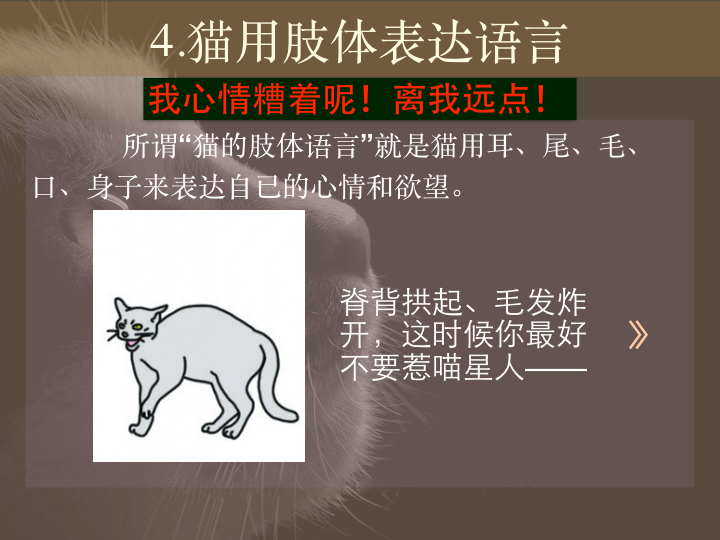 4.猫用肢体表达语言
我心情糟着呢！离我远点！
所谓“猫的肢体语言”就是猫用耳、尾、毛、
口、身子来表达自已的心情和欲望。
脊背拱起、毛发炸
开，这时候你最好
不要惹喵星人——
》